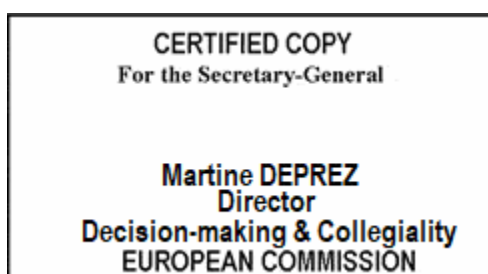 CERTIFIED COPY
For the Secretary-General
Martine DEPREZ
Director
Decision-making & Collegiality
EUROPEAN COMMISSION